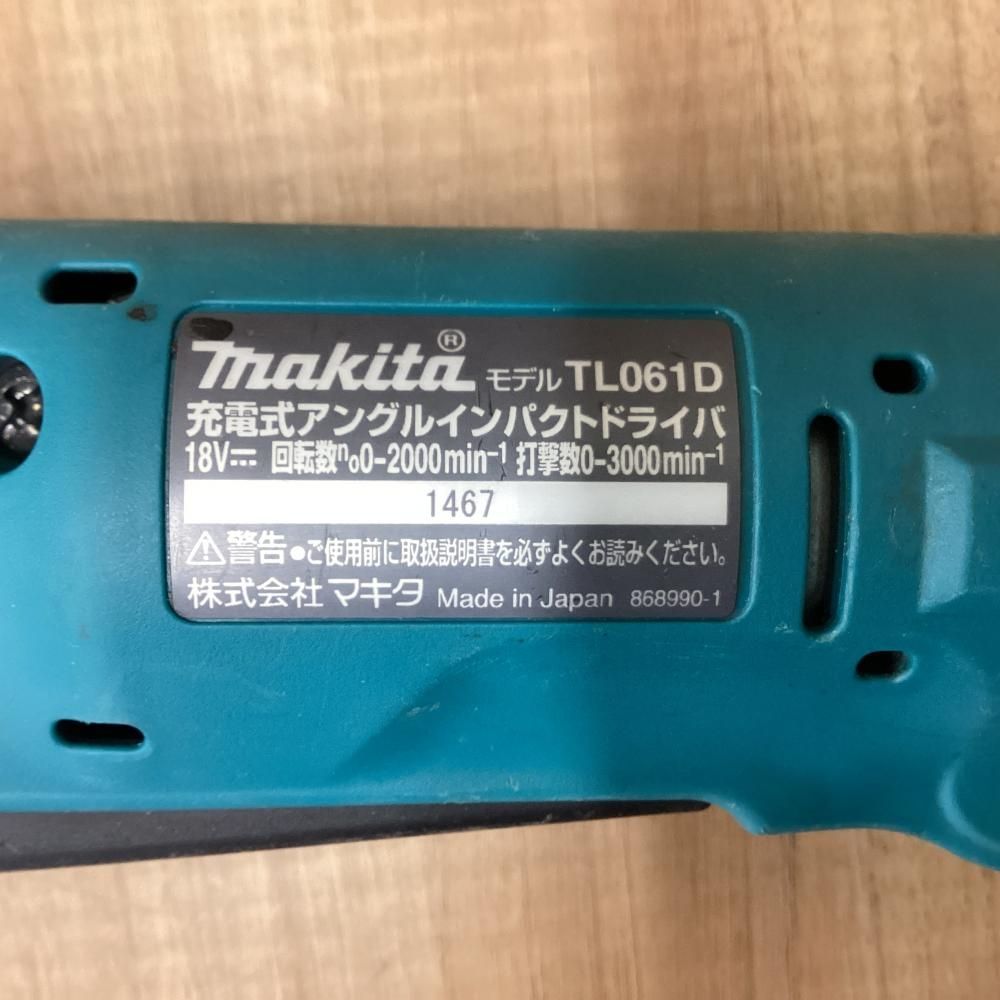 makita® モデル TL061D
充電式アングルインパクトドライバ
18V⎓ 回転数n₀0-2000min⁻¹ 打撃数0-3000min⁻¹
1467
⚠警告●ご使用前に取扱説明書を必ずよくお読みください。
株式会社 マキタ Made in Japan 868990-1